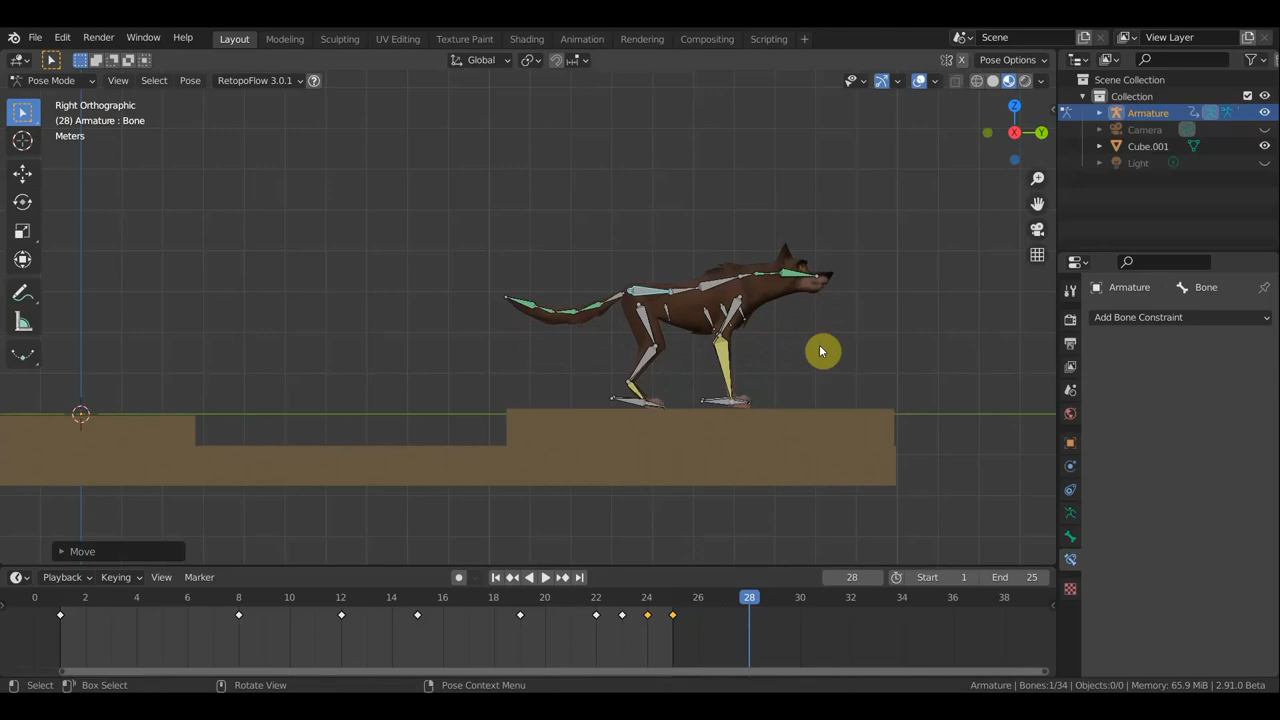 File Edit Render Window Help Layout Modeling Sculpting UV Editing Texture Paint Shading Animation Rendering Compositing Scripting + Scene View Layer
Global X Pose Options
Pose Mode View Select Pose RetopoFlow 3.0.1 ?
Right Orthographic
(28) Armature : Bone
Meters
Z
X Y
Scene Collection
Collection
Armature
Camera
Cube.001
Light
Armature Bone
Add Bone Constraint
Move
Playback Keying View Marker 28 Start 1 End 25
0 2 4 6 8 10 12 14 16 18 20 22 24 26 28 30 32 34 36 38
Select Box Select Rotate View Pose Context Menu Armature | Bones:1/34 | Objects:0/0 | Memory: 65.9 MiB | 2.91.0 Beta